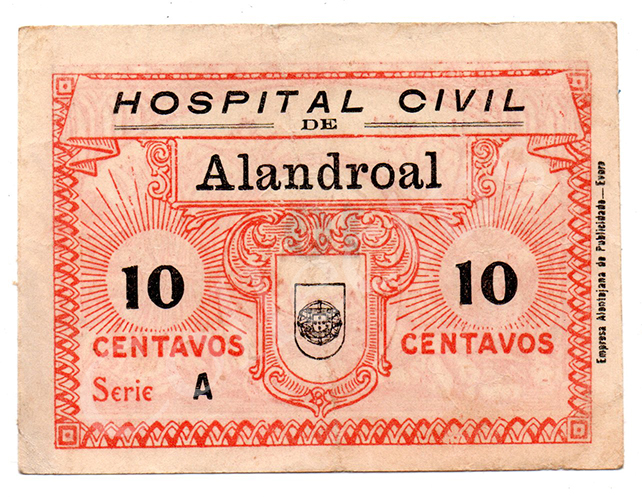 HOSPITAL CIVIL
DE
Alandroal
10 10
CENTAVOS CENTAVOS
Serie A
Empresa Alentejana de Publicidade — Evora